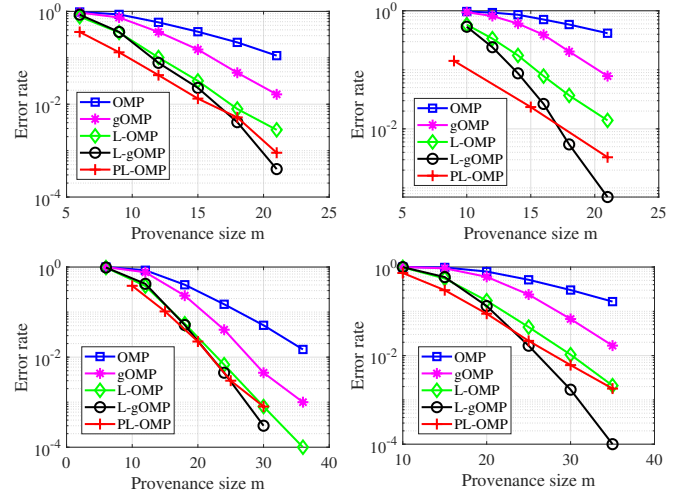 10^0
10^-2
10^-4
Error rate
OMP
gOMP
L-OMP
L-gOMP
PL-OMP
5 10 15 20 25
Provenance size m
10^0
10^-2
Error rate
OMP
gOMP
L-OMP
L-gOMP
PL-OMP
5 10 15 20 25
Provenance size m
10^0
10^-2
10^-4
Error rate
OMP
gOMP
L-OMP
L-gOMP
PL-OMP
0 10 20 30 40
Provenance size m
10^0
10^-2
10^-4
Error rate
OMP
gOMP
L-OMP
L-gOMP
PL-OMP
10 20 30 40
Provenance size m